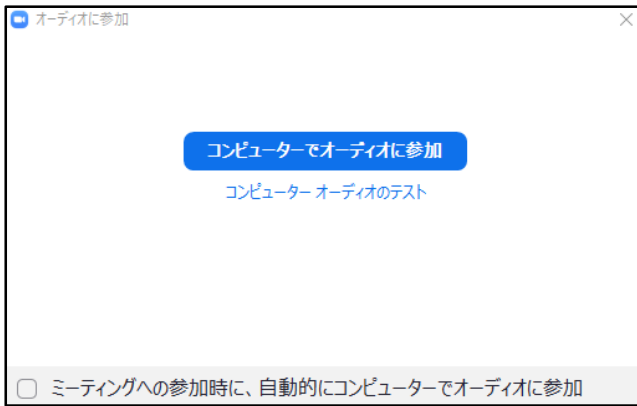 オーディオに参加
コンピューターでオーディオに参加
コンピューター オーディオのテスト
ミーティングへの参加時に、自動的にコンピューターでオーディオに参加